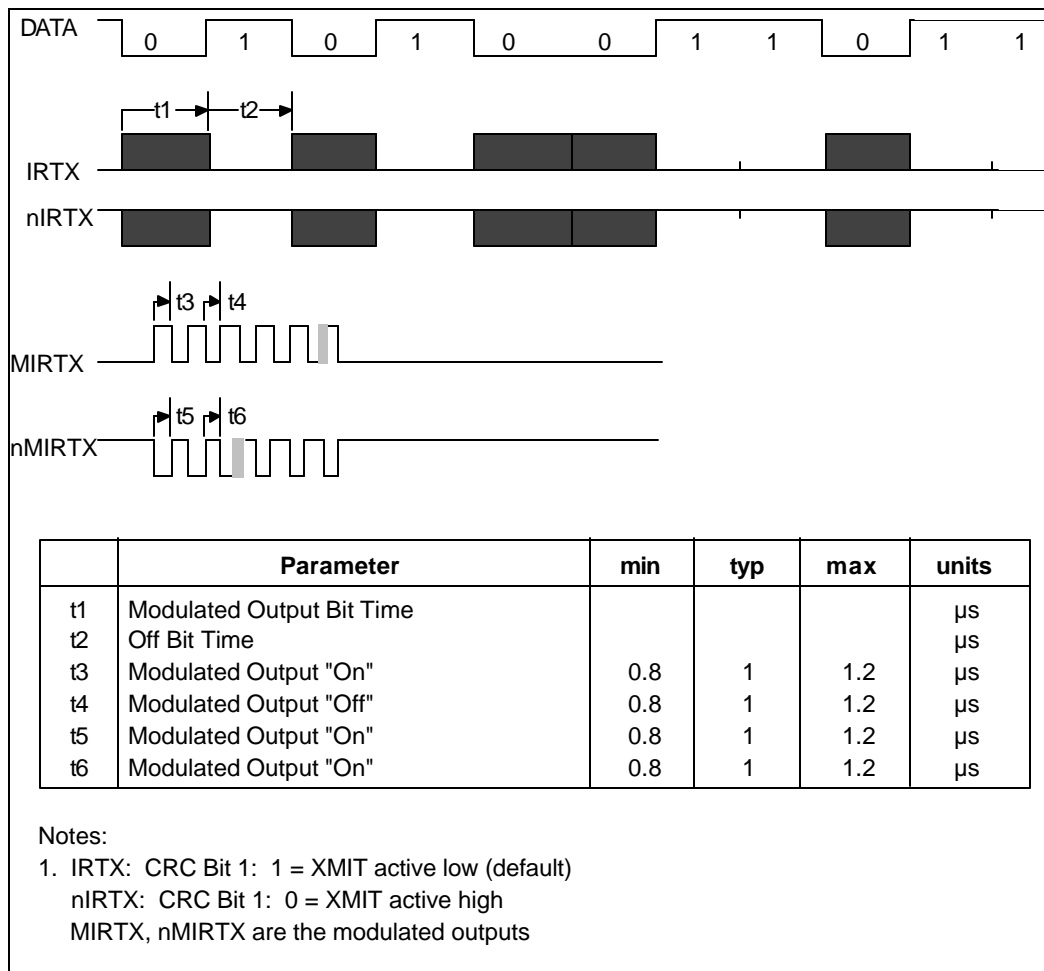 DATA 0 1 0 1 0 0 1 1 0 1 1
t1 t2
IRTX
nIRTX
t3 t4
MIRTX
t5 t6
nMIRTX
Parameter min typ max units
t1 Modulated Output Bit Time µs
t2 Off Bit Time µs
t3 Modulated Output "On" 0.8 1 1.2 µs
t4 Modulated Output "Off" 0.8 1 1.2 µs
t5 Modulated Output "On" 0.8 1 1.2 µs
t6 Modulated Output "On" 0.8 1 1.2 µs
Notes:
1. IRTX: CRC Bit 1: 1 = XMIT active low (default)
nIRTX: CRC Bit 1: 0 = XMIT active high
MIRTX, nMIRTX are the modulated outputs